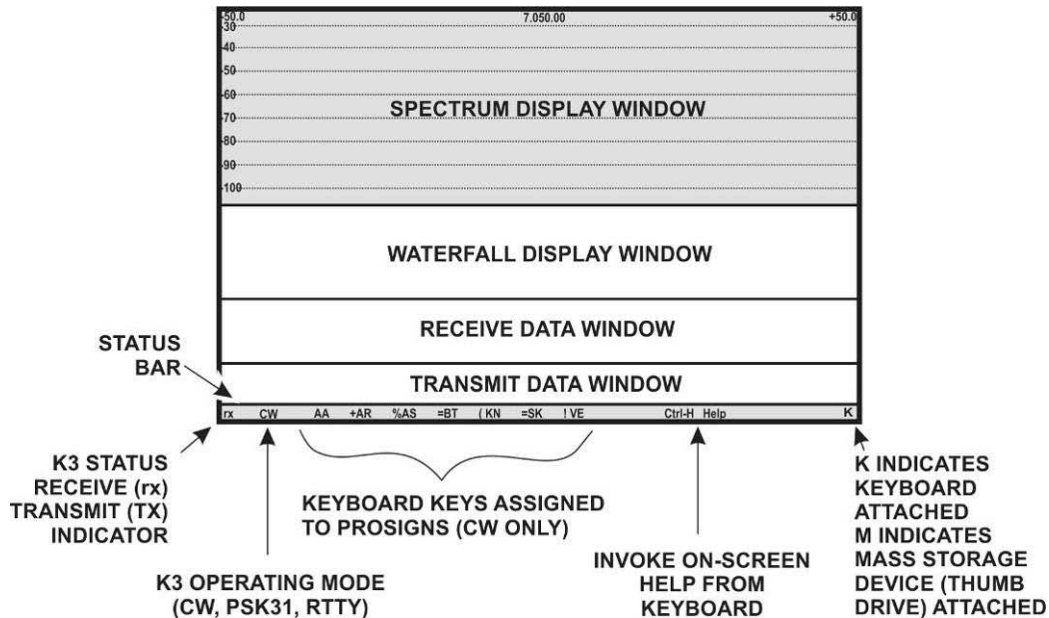 -50.0 7.050.00 +50.0
-30
-40
-50
-60
-70
-80
-90
-100
SPECTRUM DISPLAY WINDOW
WATERFALL DISPLAY WINDOW
RECEIVE DATA WINDOW
TRANSMIT DATA WINDOW
STATUS
BAR
rx CW AA +AR %AS =BT ( KN =SK ! VE Ctrl-H Help K
K3 STATUS
RECEIVE (rx)
TRANSMIT (TX)
INDICATOR
K3 OPERATING MODE
(CW, PSK31, RTTY)
KEYBOARD KEYS ASSIGNED
TO PROSIGNS (CW ONLY)
INVOKE ON-SCREEN
HELP FROM
KEYBOARD
K INDICATES
KEYBOARD
ATTACHED
M INDICATES
MASS STORAGE
DEVICE (THUMB
DRIVE) ATTACHED